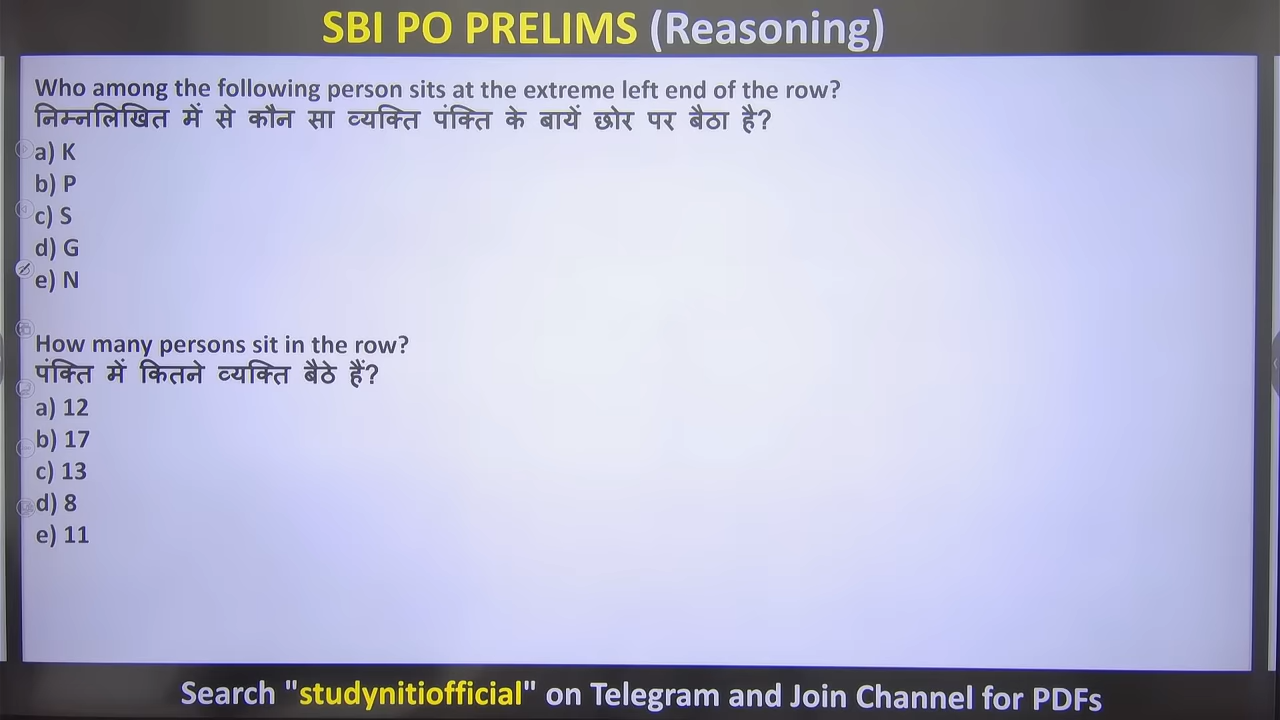 SBI PO PRELIMS (Reasoning)
Who among the following person sits at the extreme left end of the row?
निम्नलिखित में से कौन सा व्यक्ति पंक्ति के बायें छोर पर बैठा है?
a) K
b) P
c) S
d) G
e) N
How many persons sit in the row?
पंक्ति में कितने व्यक्ति बैठे हैं?
a) 12
b) 17
c) 13
d) 8
e) 11
Search "studynitiofficial" on Telegram and Join Channel for PDFs